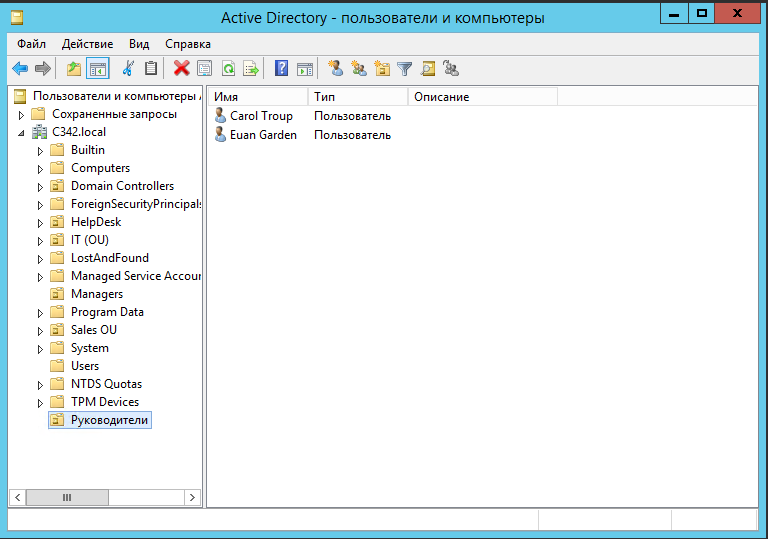 Active Directory - пользователи и компьютеры
Файл Действие Вид Справка
Пользователи и компьютеры
Сохраненные запросы
C342.local
Builtin
Computers
Domain Controllers
ForeignSecurityPrincipals
HelpDesk
IT (OU)
LostAndFound
Managed Service Accour
Managers
Program Data
Sales OU
System
Users
NTDS Quotas
TPM Devices
Руководители
Имя Тип Описание
Carol Troup Пользователь
Euan Garden Пользователь